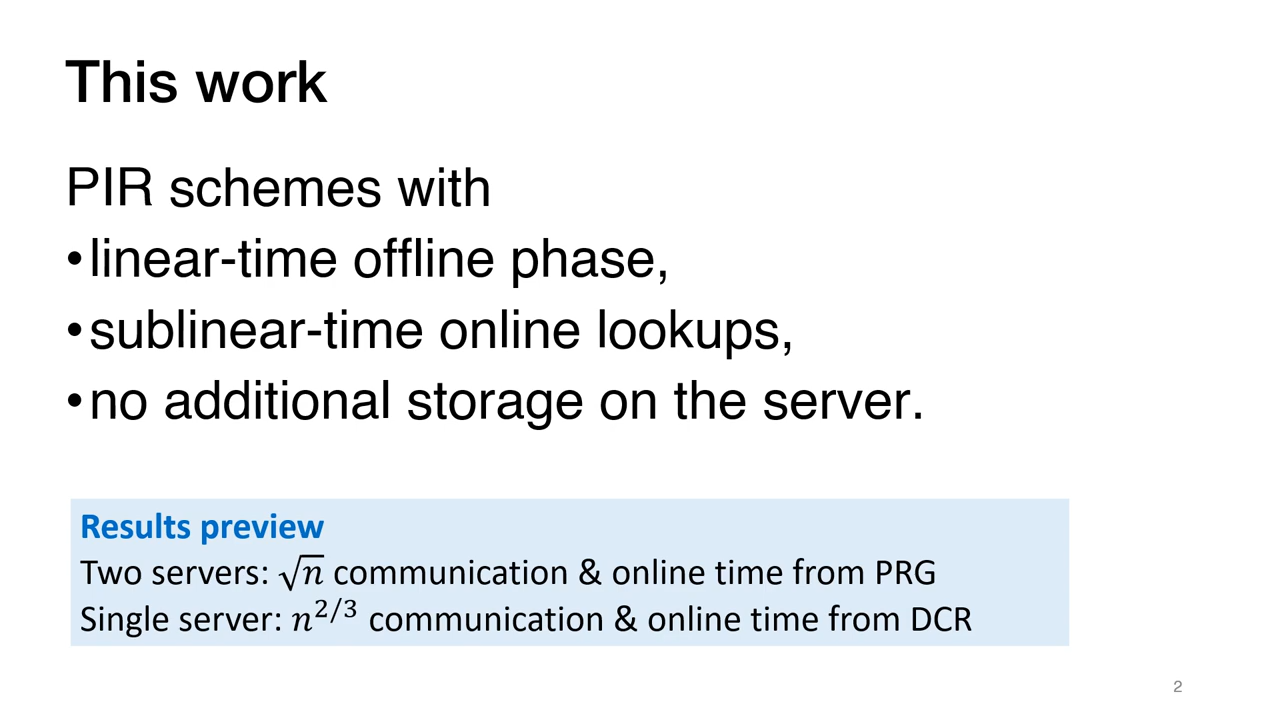 This work
PIR schemes with
•linear-time offline phase,
•sublinear-time online lookups,
•no additional storage on the server.
Results preview
Two servers: √n communication & online time from PRG
Single server: n^{2/3} communication & online time from DCR
2